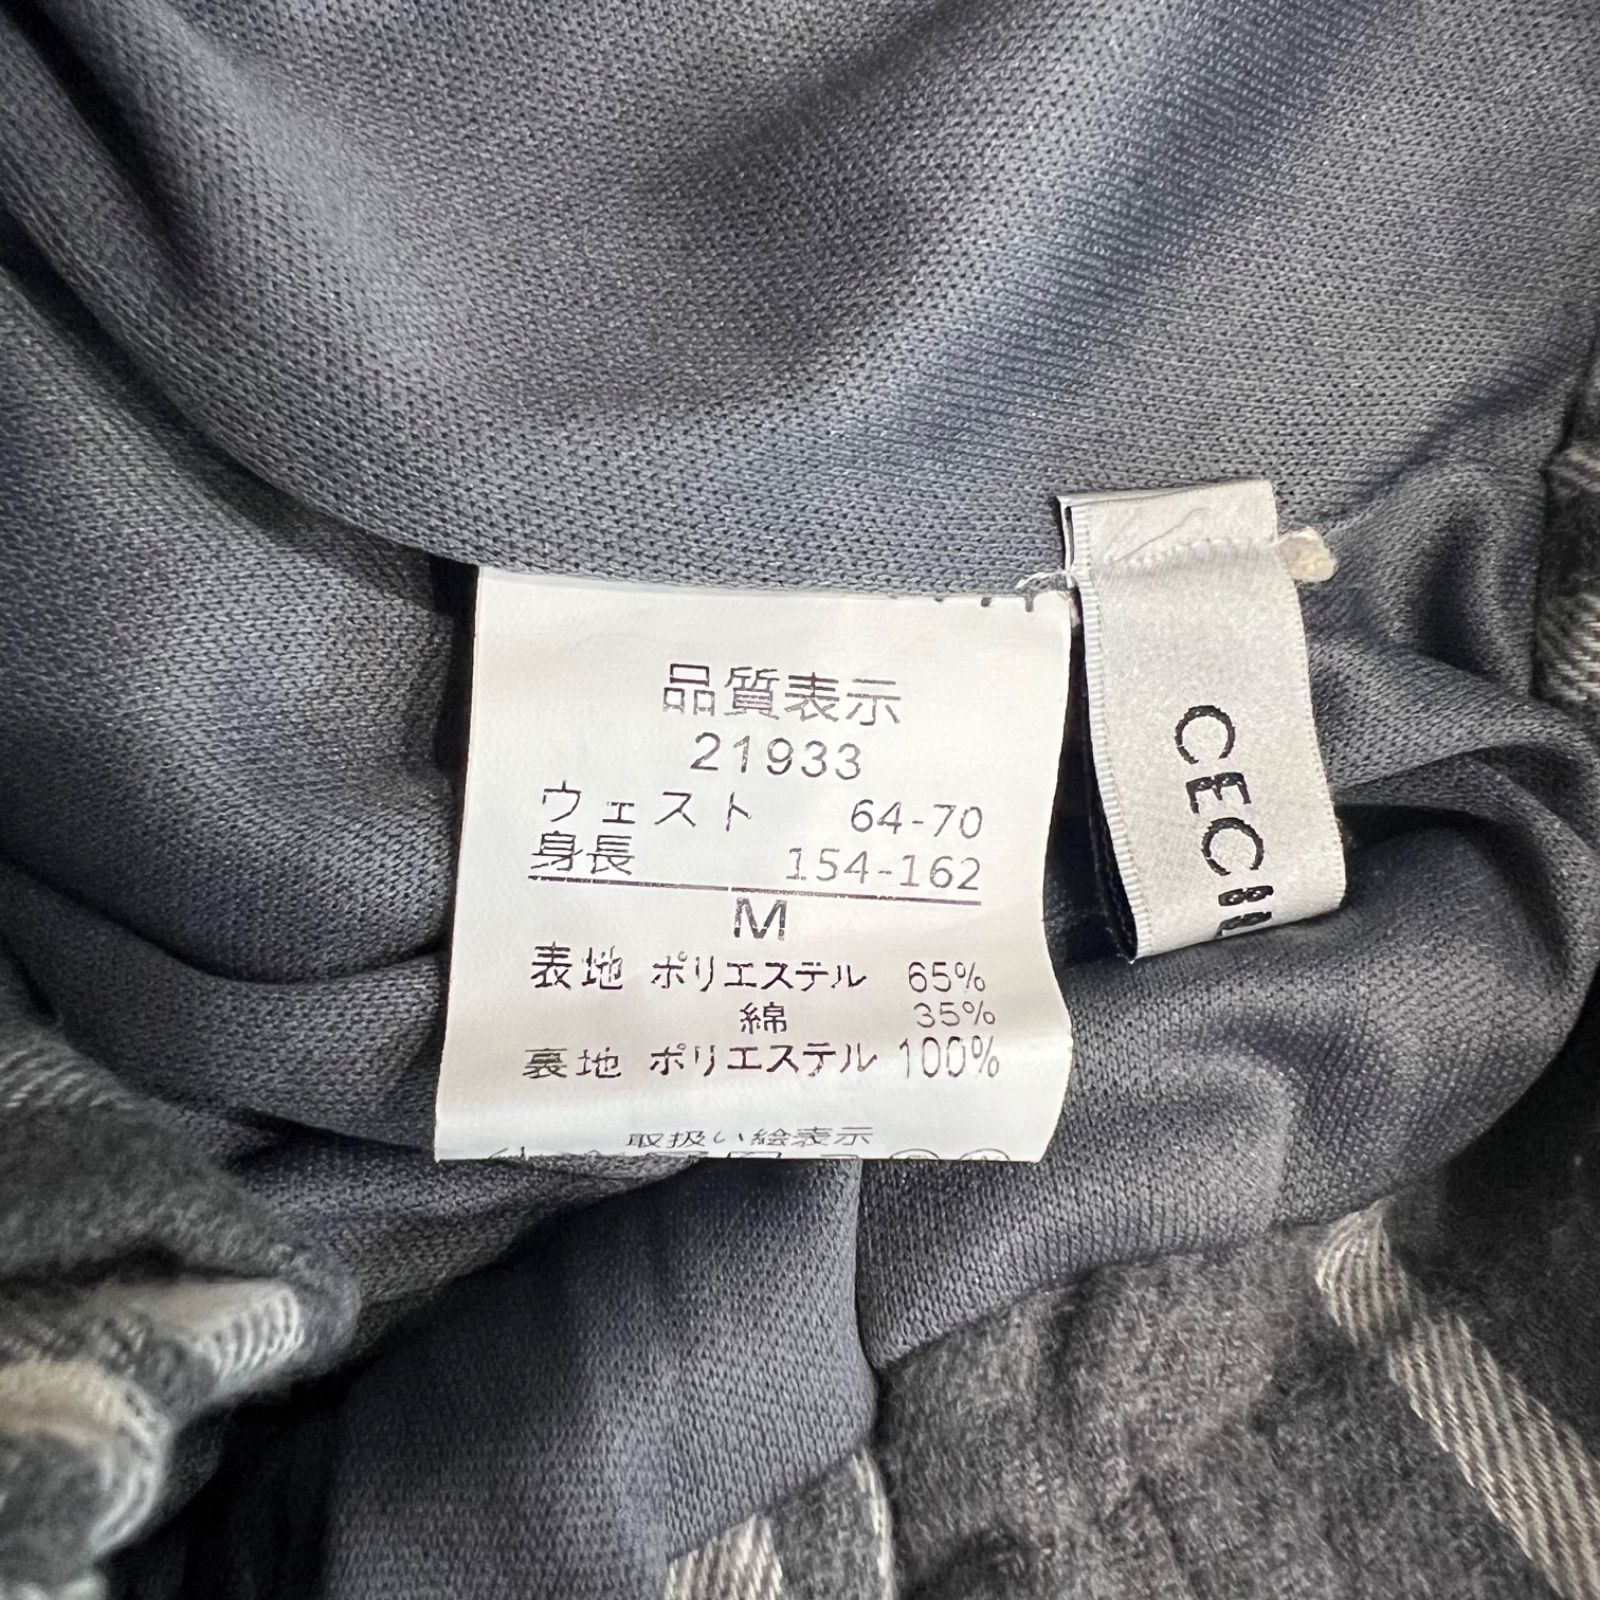 品質表示
21933
ウェスト 64-70
身長 154-162
M
表地 ポリエステル 65%
綿 35%
裏地 ポリエステル 100%
取扱い絵表示
CECIL